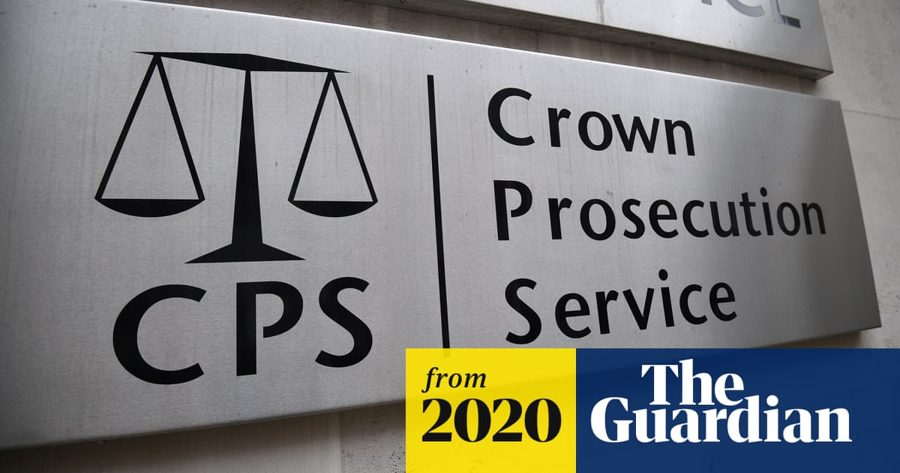 CPS
Crown
Prosecution
Service
from
2020
The
Guardian